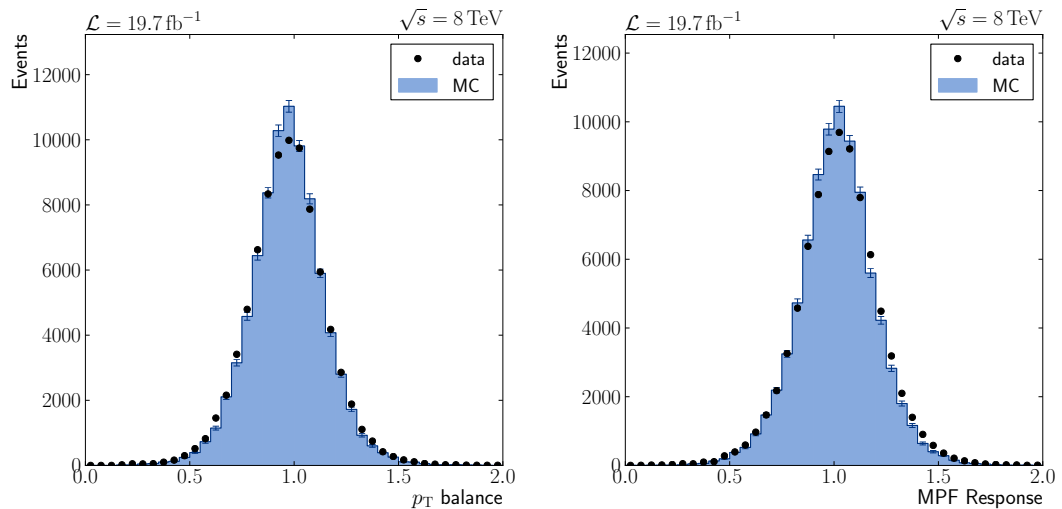 ℒ = 19.7 fb⁻¹ √s = 8 TeV
Events
data
MC
12000
10000
8000
6000
4000
2000
0
0.0 0.5 1.0 1.5 2.0
p_T balance
ℒ = 19.7 fb⁻¹ √s = 8 TeV
Events
data
MC
12000
10000
8000
6000
4000
2000
0
0.0 0.5 1.0 1.5 2.0
MPF Response